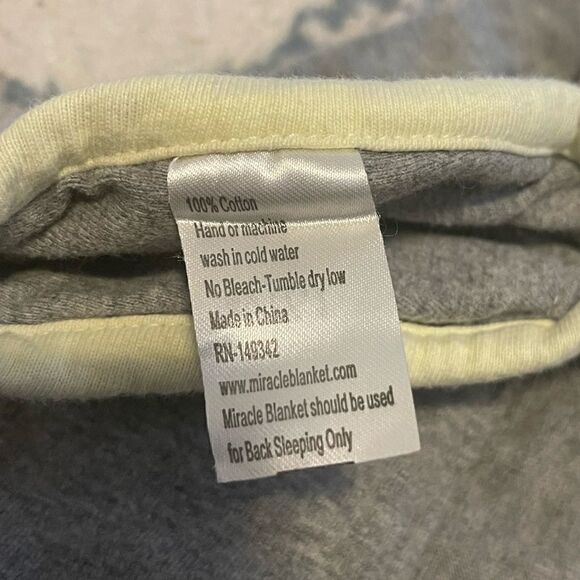 100% Cotton
Hand or machine
wash in cold water
No Bleach-Tumble dry low
Made in China
RN-149342
www.miracleblanket.com
Miracle Blanket should be used
for Back Sleeping Only